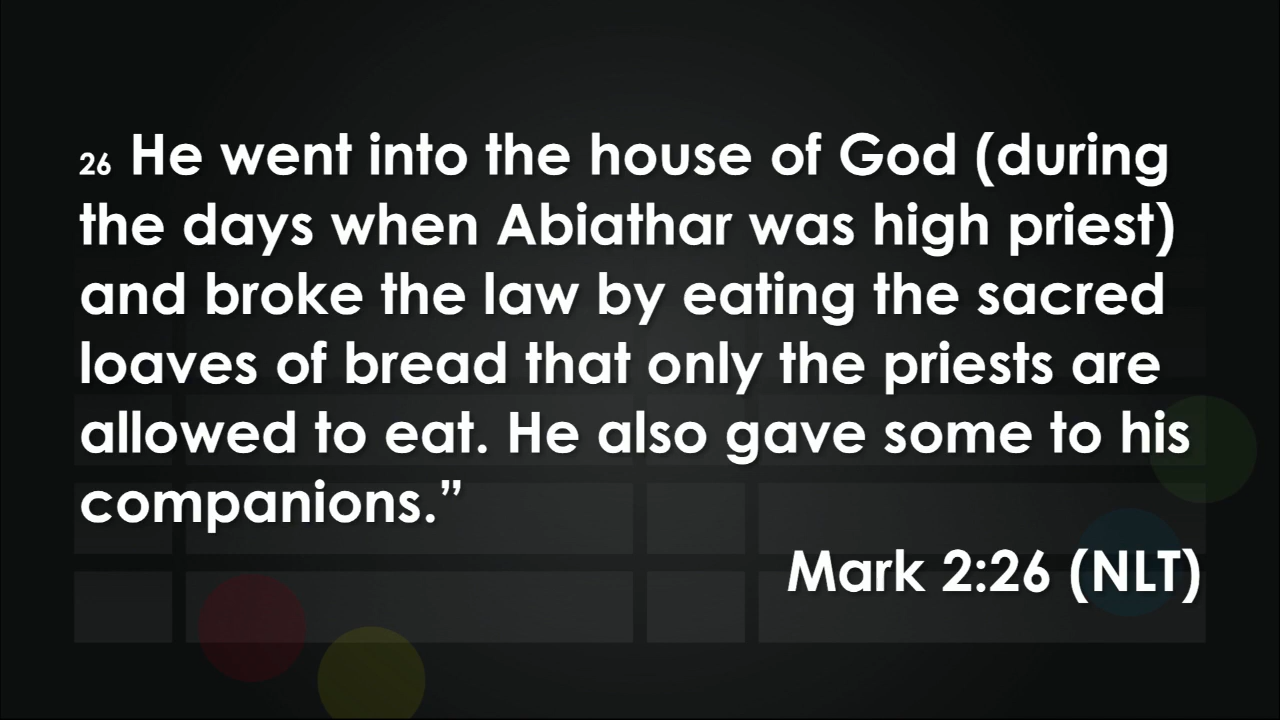 26 He went into the house of God (during
the days when Abiathar was high priest)
and broke the law by eating the sacred
loaves of bread that only the priests are
allowed to eat. He also gave some to his
companions.”
Mark 2:26 (NLT)